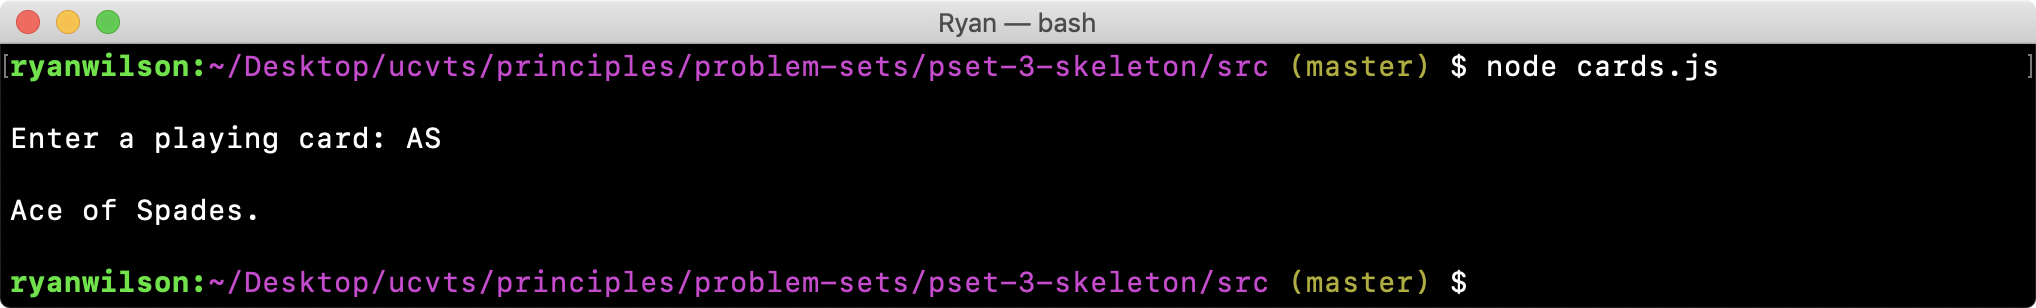 Ryan — bash
[ryanwilson:~/Desktop/ucvts/principles/problem-sets/pset-3-skeleton/src (master) $ node cards.js ]
Enter a playing card: AS
Ace of Spades.
ryanwilson:~/Desktop/ucvts/principles/problem-sets/pset-3-skeleton/src (master) $